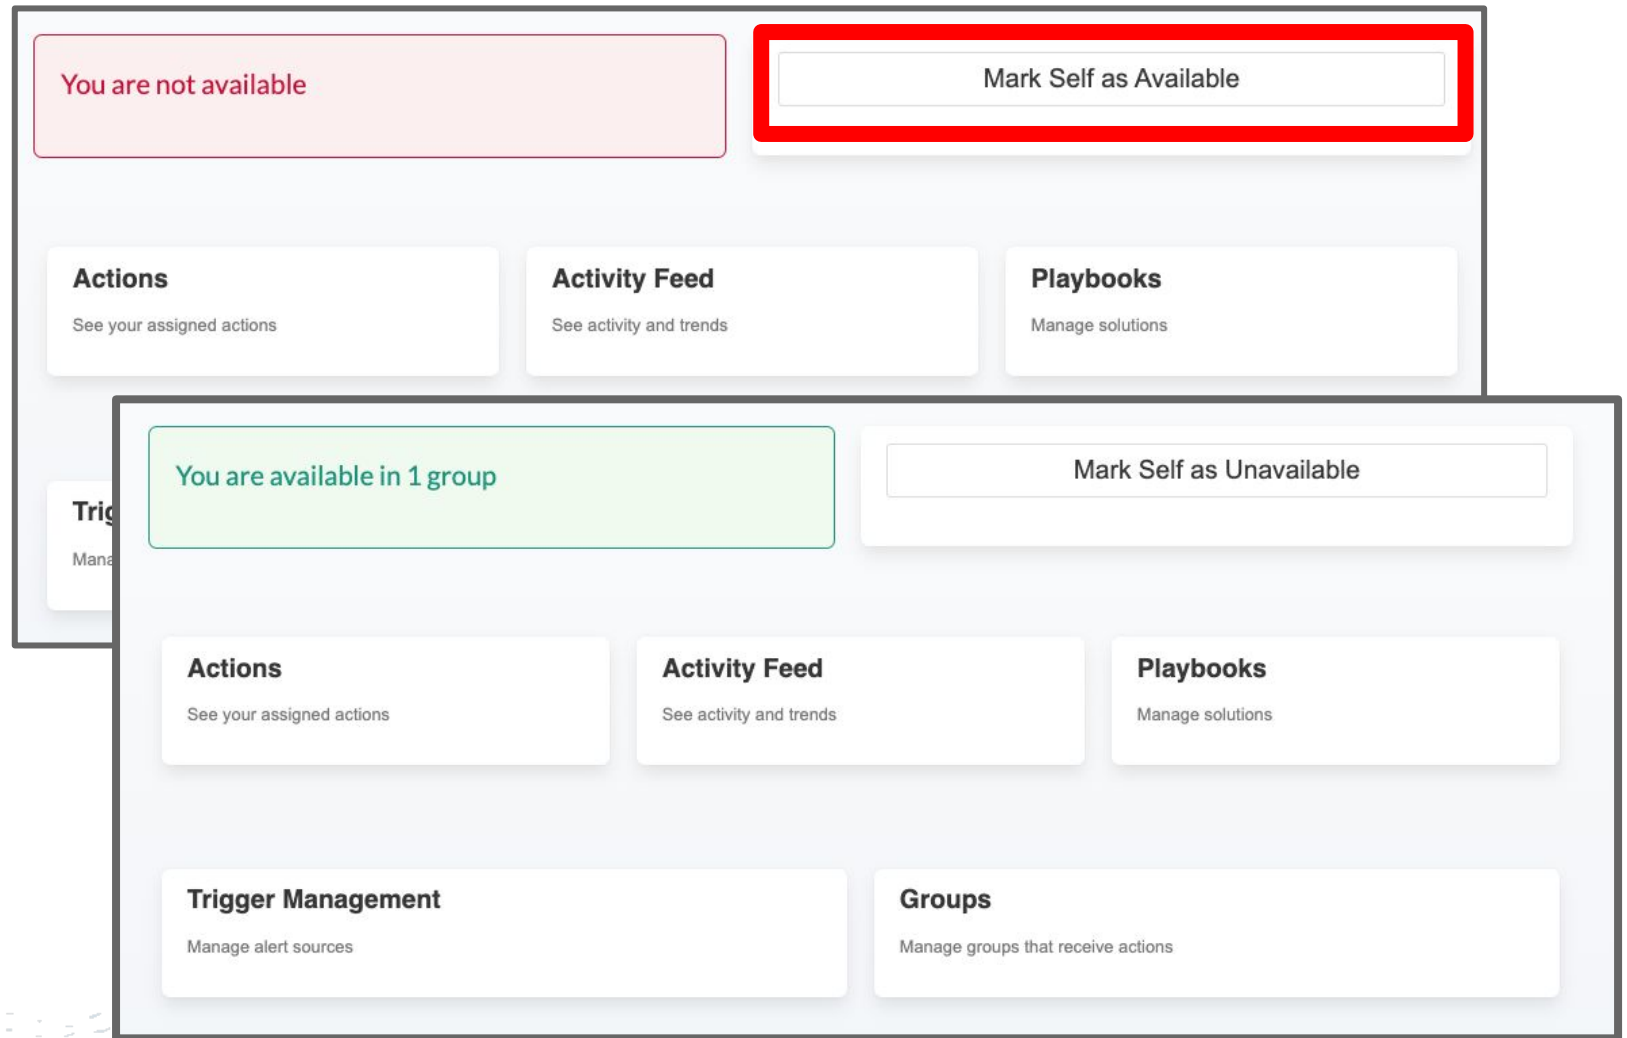 You are not available
Mark Self as Available
Actions
See your assigned actions
Activity Feed
See activity and trends
Playbooks
Manage solutions
You are available in 1 group
Mark Self as Unavailable
Actions
See your assigned actions
Activity Feed
See activity and trends
Playbooks
Manage solutions
Trigger Management
Manage alert sources
Groups
Manage groups that receive actions